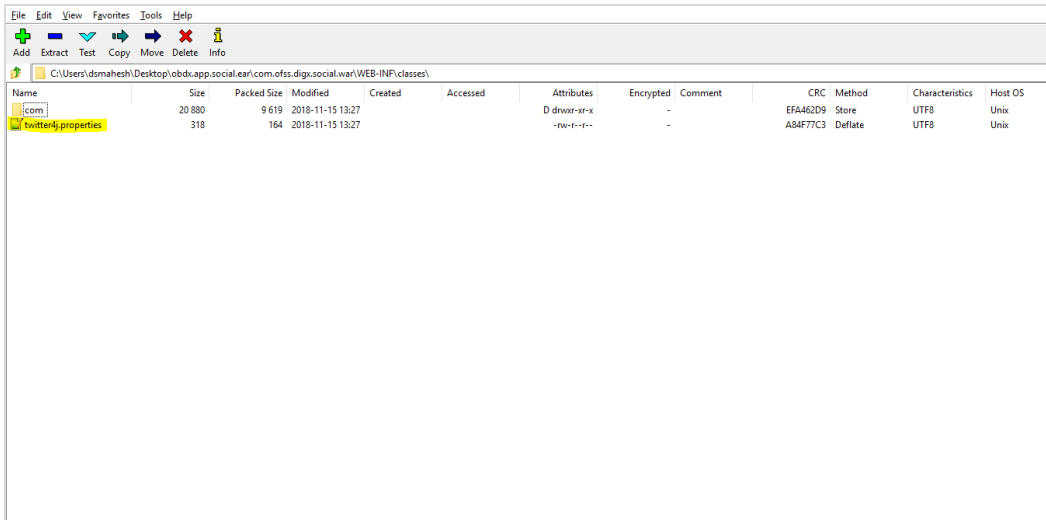 File Edit View Favorites Tools Help
Add Extract Test Copy Move Delete Info
C:\Users\dsmahesh\Desktop\obdx.app.social.ear\com.ofss.digx.social.war\WEB-INF\classes\
Name Size Packed Size Modified Created Accessed Attributes Encrypted Comment CRC Method Characteristics Host OS
com 20 880 9 619 2018-11-15 13:27 D drwxr-xr-x - EFA462D9 Store UTF8 Unix
twitter4j.properties 318 164 2018-11-15 13:27 -rw-r--r-- - A84F77C3 Deflate UTF8 Unix